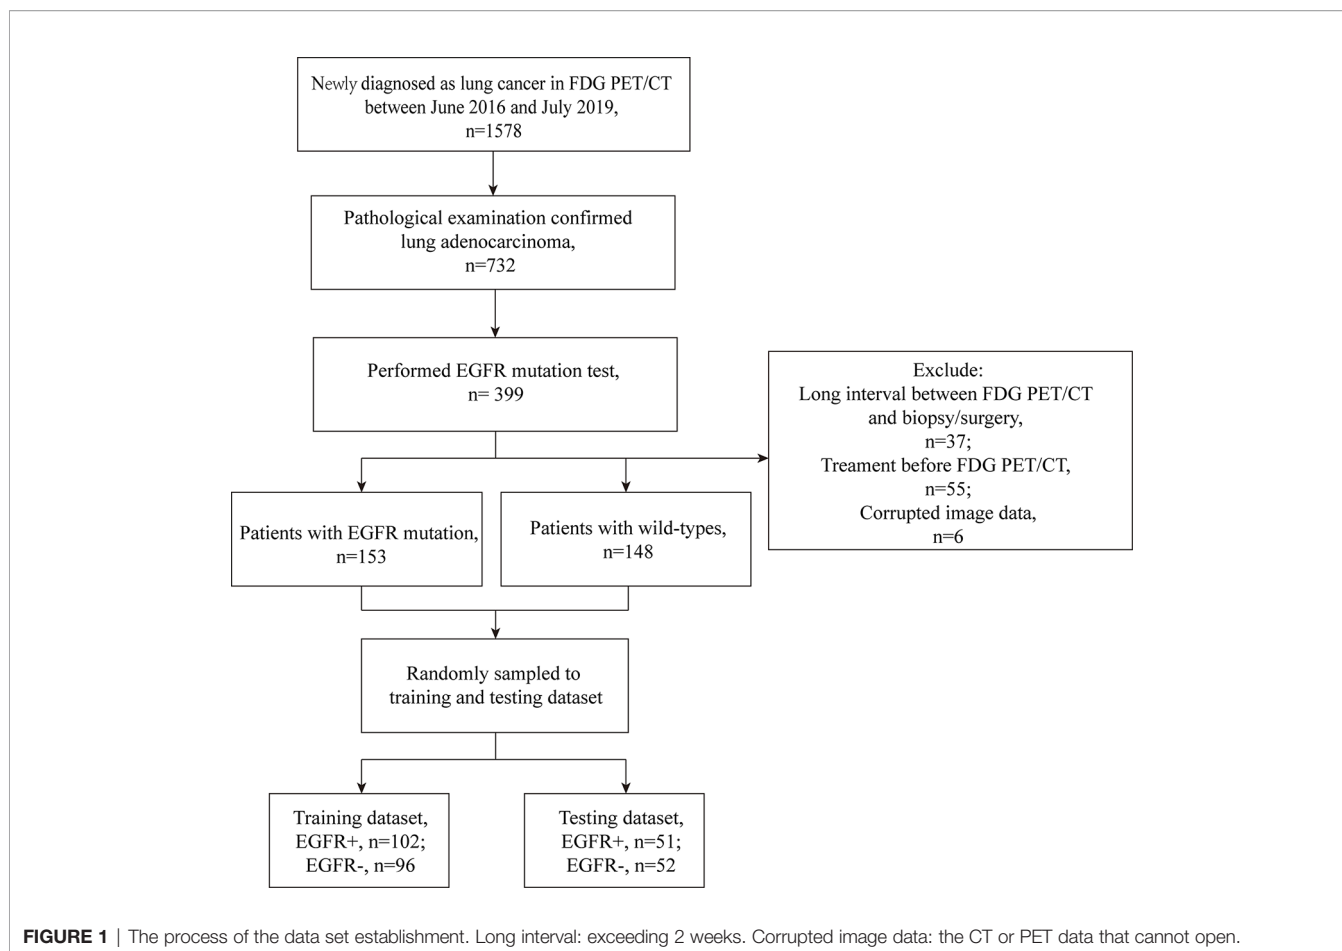 Newly diagnosed as lung cancer in FDG PET/CT
between June 2016 and July 2019,
n=1578
Pathological examination confirmed
lung adenocarcinoma,
n=732
Performed EGFR mutation test,
n= 399
Exclude:
Long interval between FDG PET/CT
and biopsy/surgery,
n=37;
Treament before FDG PET/CT,
n=55;
Corrupted image data,
n=6
Patients with EGFR mutation,
n=153
Patients with wild-types,
n=148
Randomly sampled to
training and testing dataset
Training dataset,
EGFR+, n=102;
EGFR-, n=96
Testing dataset,
EGFR+, n=51;
EGFR-, n=52
FIGURE 1 | The process of the data set establishment. Long interval: exceeding 2 weeks. Corrupted image data: the CT or PET data that cannot open.